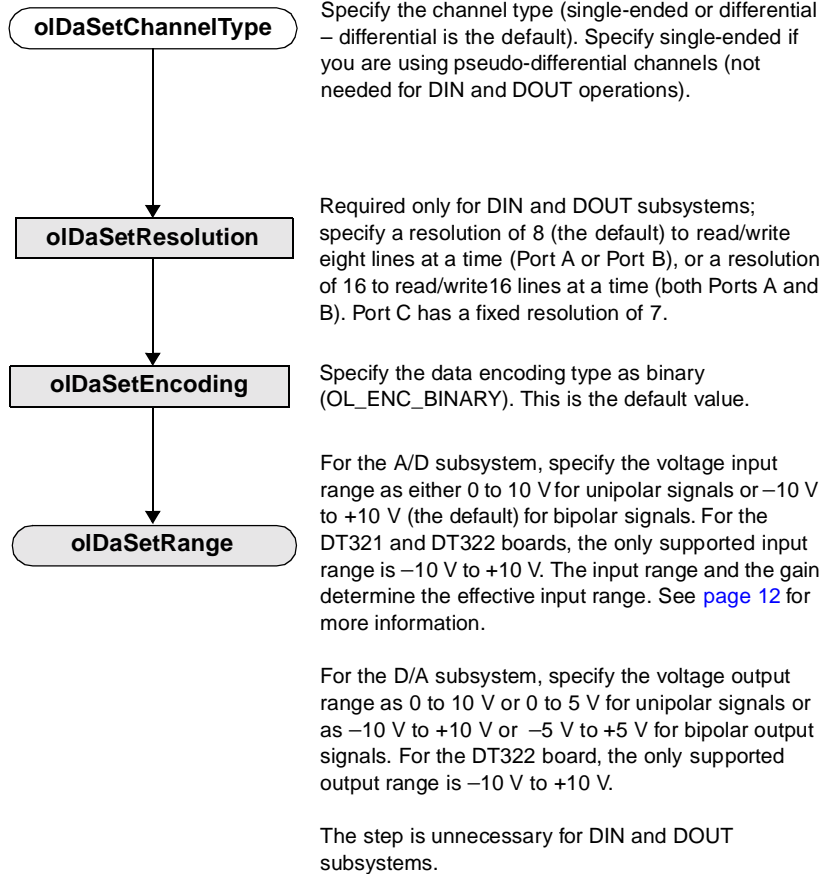 olDaSetChannelType
Specify the channel type (single-ended or differential
– differential is the default). Specify single-ended if
you are using pseudo-differential channels (not
needed for DIN and DOUT operations).
olDaSetResolution
Required only for DIN and DOUT subsystems;
specify a resolution of 8 (the default) to read/write
eight lines at a time (Port A or Port B), or a resolution
of 16 to read/write16 lines at a time (both Ports A and
B). Port C has a fixed resolution of 7.
olDaSetEncoding
Specify the data encoding type as binary
(OL_ENC_BINARY). This is the default value.
olDaSetRange
For the A/D subsystem, specify the voltage input
range as either 0 to 10 V for unipolar signals or –10 V
to +10 V (the default) for bipolar signals. For the
DT321 and DT322 boards, the only supported input
range is –10 V to +10 V. The input range and the gain
determine the effective input range. See page 12 for
more information.
For the D/A subsystem, specify the voltage output
range as 0 to 10 V or 0 to 5 V for unipolar signals or
as –10 V to +10 V or –5 V to +5 V for bipolar output
signals. For the DT322 board, the only supported
output range is –10 V to +10 V.
The step is unnecessary for DIN and DOUT
subsystems.